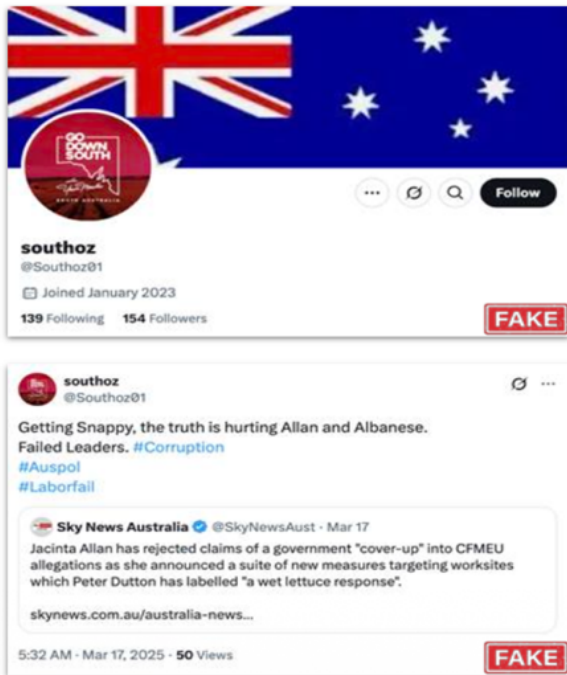 GO
DOWN
SOUTH
SOUTH AUSTRALIA
Follow
southoz
@Southoz01
Joined January 2023
139 Following 154 Followers
FAKE
southoz
@Southoz01
Getting Snappy, the truth is hurting Allan and Albanese.
Failed Leaders. #Corruption
#Auspol
#Laborfail
Sky News Australia @SkyNewsAust · Mar 17
Jacinta Allan has rejected claims of a government "cover-up" into CFMEU
allegations as she announced a suite of new measures targeting worksites
which Peter Dutton has labelled "a wet lettuce response".
skynews.com.au/australia-news...
5:32 AM · Mar 17, 2025 · 50 Views
FAKE